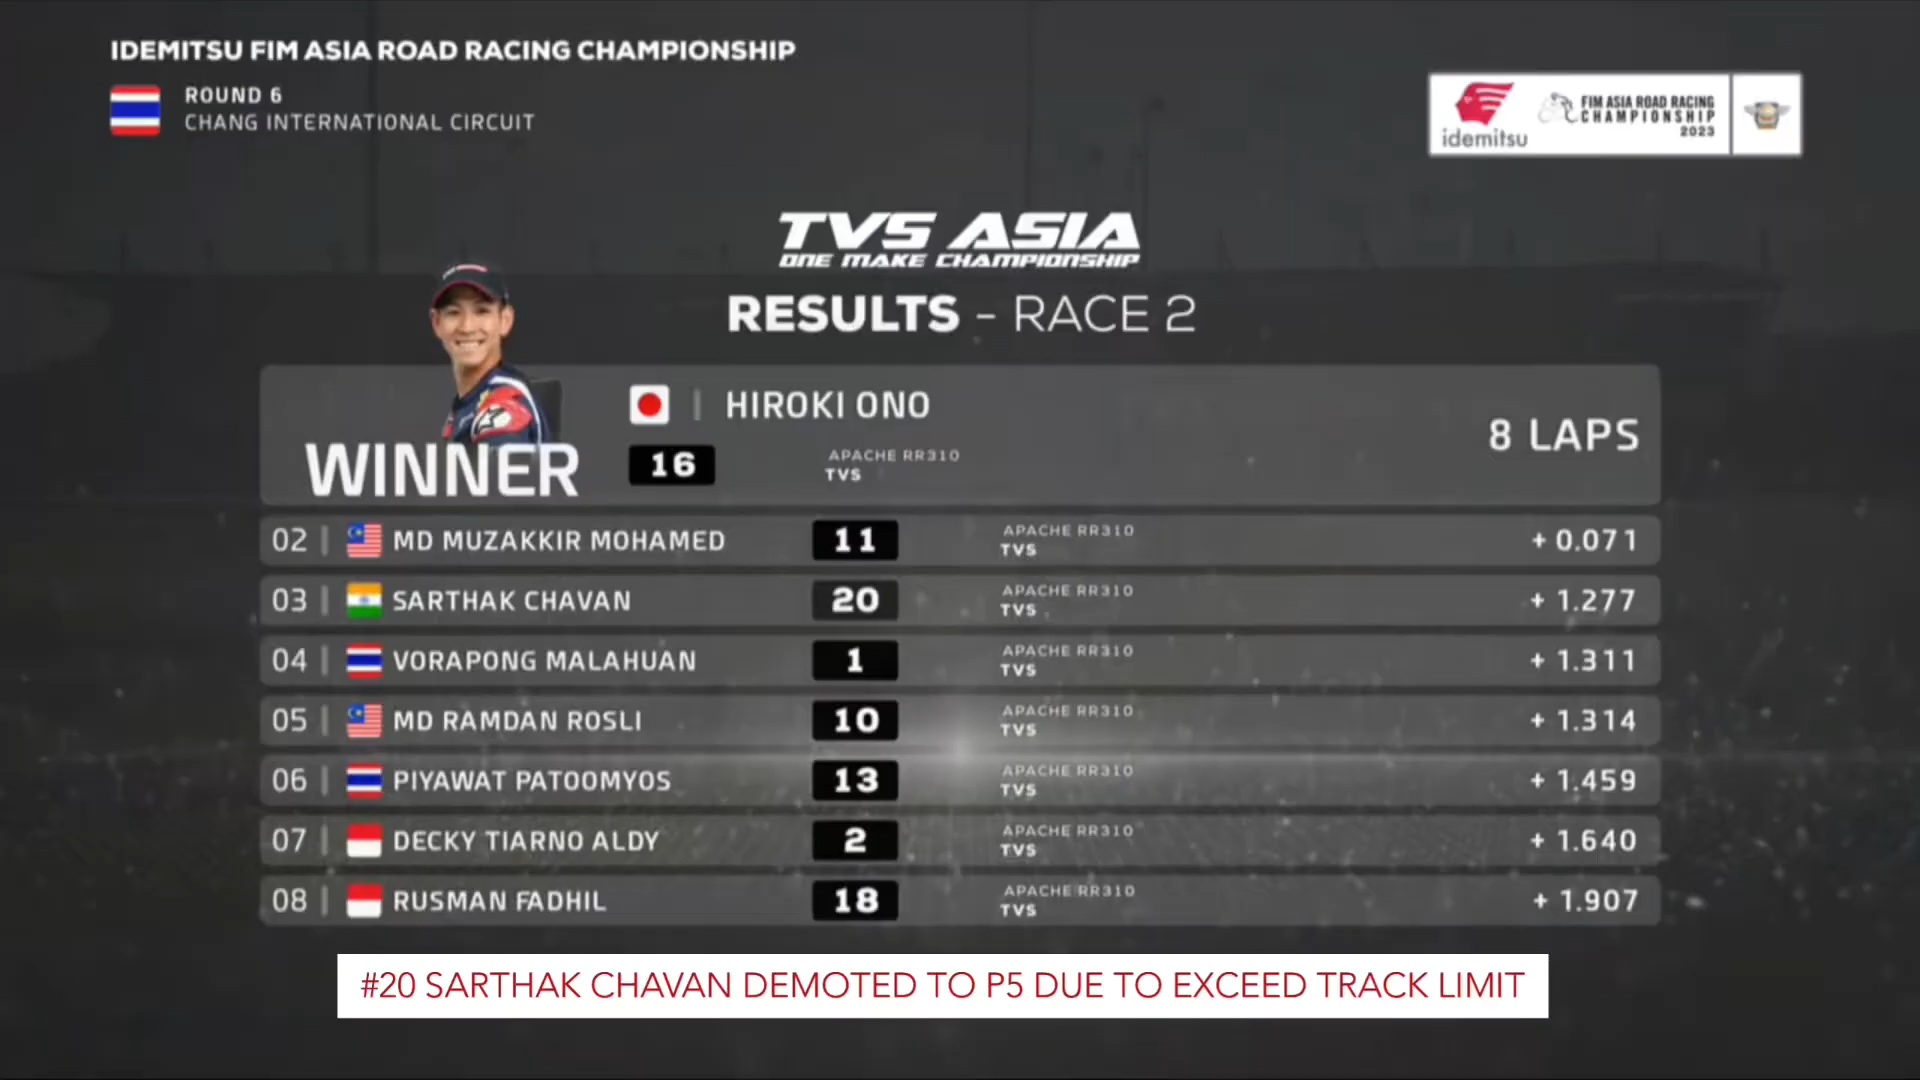 IDEMITSU FIM ASIA ROAD RACING CHAMPIONSHIP
ROUND 6
CHANG INTERNATIONAL CIRCUIT
idemitsu
FIM ASIA ROAD RACING
CHAMPIONSHIP
2023
TVS ASIA
ONE MAKE CHAMPIONSHIP
RESULTS - RACE 2
WINNER
HIROKI ONO
16
APACHE RR310
TVS
8 LAPS
02 | MD MUZAKKIR MOHAMED 11 APACHE RR310 TVS + 0.071
03 | SARTHAK CHAVAN 20 APACHE RR310 TVS + 1.277
04 | VORAPONG MALAHUAN 1 APACHE RR310 TVS + 1.311
05 | MD RAMDAN ROSLI 10 APACHE RR310 TVS + 1.314
06 | PIYAWAT PATOOMYOS 13 APACHE RR310 TVS + 1.459
07 | DECKY TIARNO ALDY 2 APACHE RR310 TVS + 1.640
08 | RUSMAN FADHIL 18 APACHE RR310 TVS + 1.907
#20 SARTHAK CHAVAN DEMOTED TO P5 DUE TO EXCEED TRACK LIMIT